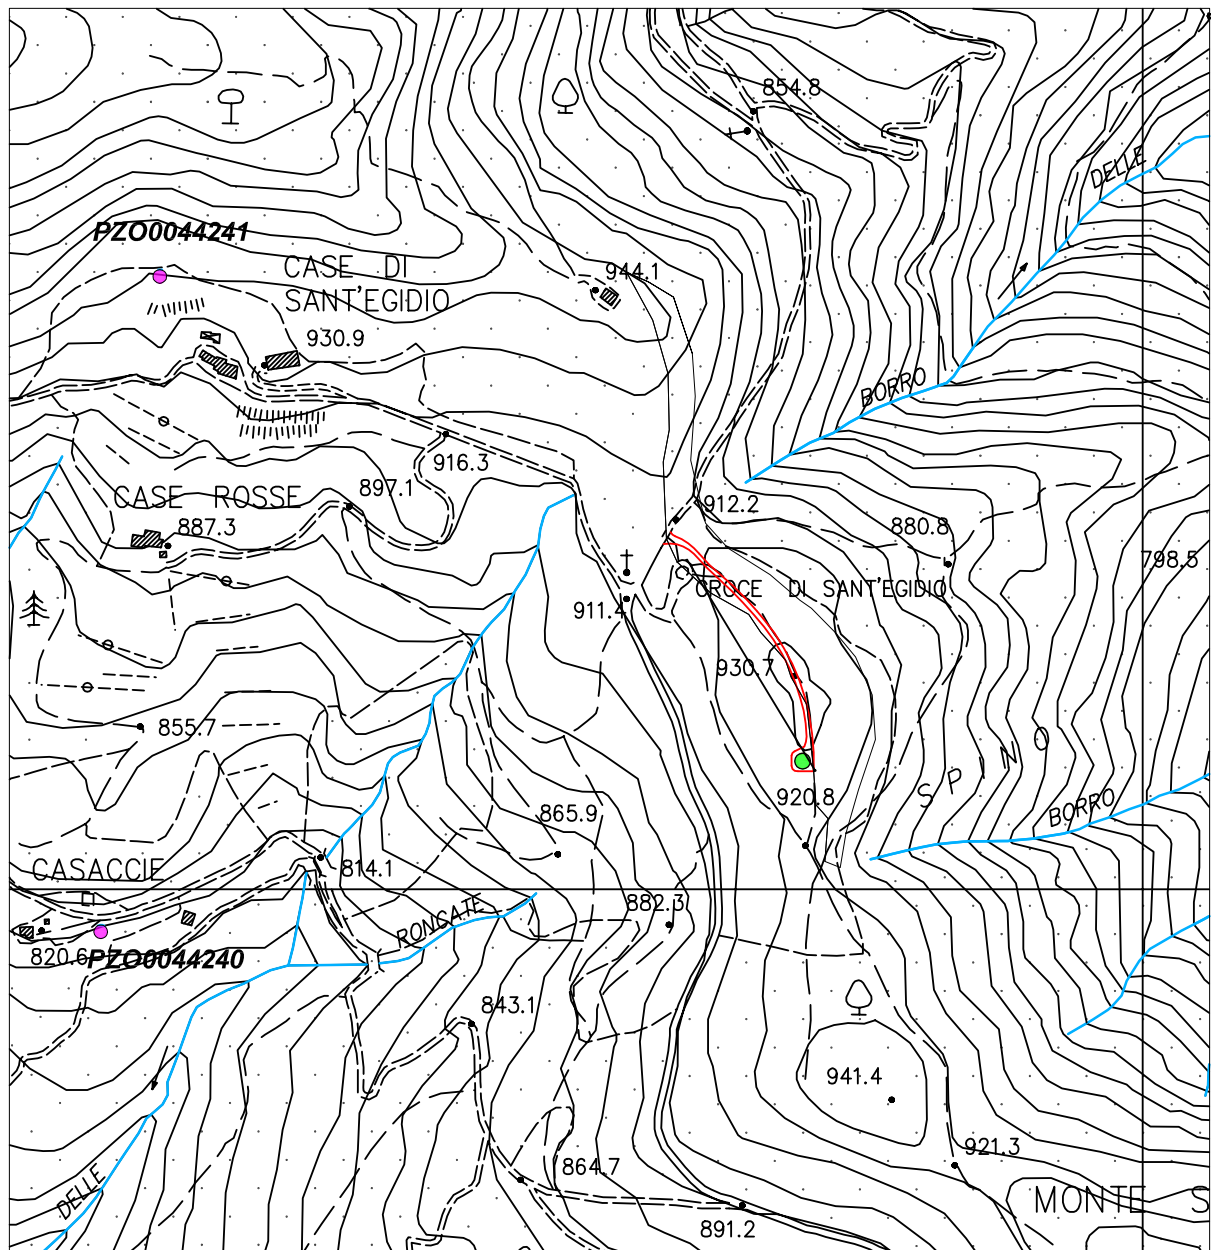 854.8
DELLE
PZO0044241
CASE DI
SANT'EGIDIO
944.1
930.9
BORRO
916.3
897.1
CASE ROSSE
887.3
912.2
880.8
798.5
CROCE DI SANT'EGIDIO
911.4
930.7
855.7
SPINO
920.8
BORRO
865.9
814.1
CASACCIE
882.3
RONCATE
820.6
PZO0044240
843.1
941.4
921.3
864.7
DELLE
891.2
MONTE S